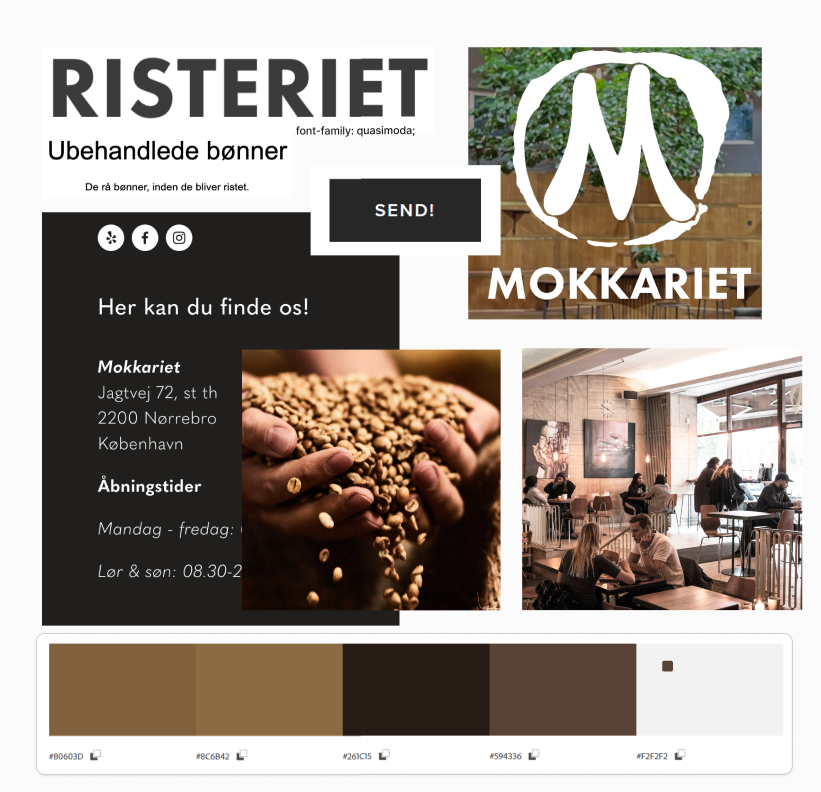 RISTERIET
font-family: quasimoda;
Ubehandlede bønner
De rå bønner, inden de bliver ristet.
SEND!
M
MOKKARIET
Her kan du finde os!
Mokkariet
Jagtvej 72, st th
2200 Nørrebro
København
Åbningstider
Mandag - fredag:
Lør & søn: 08.30-2
#80603D
#8C6B42
#261C15
#594336
#F2F2F2